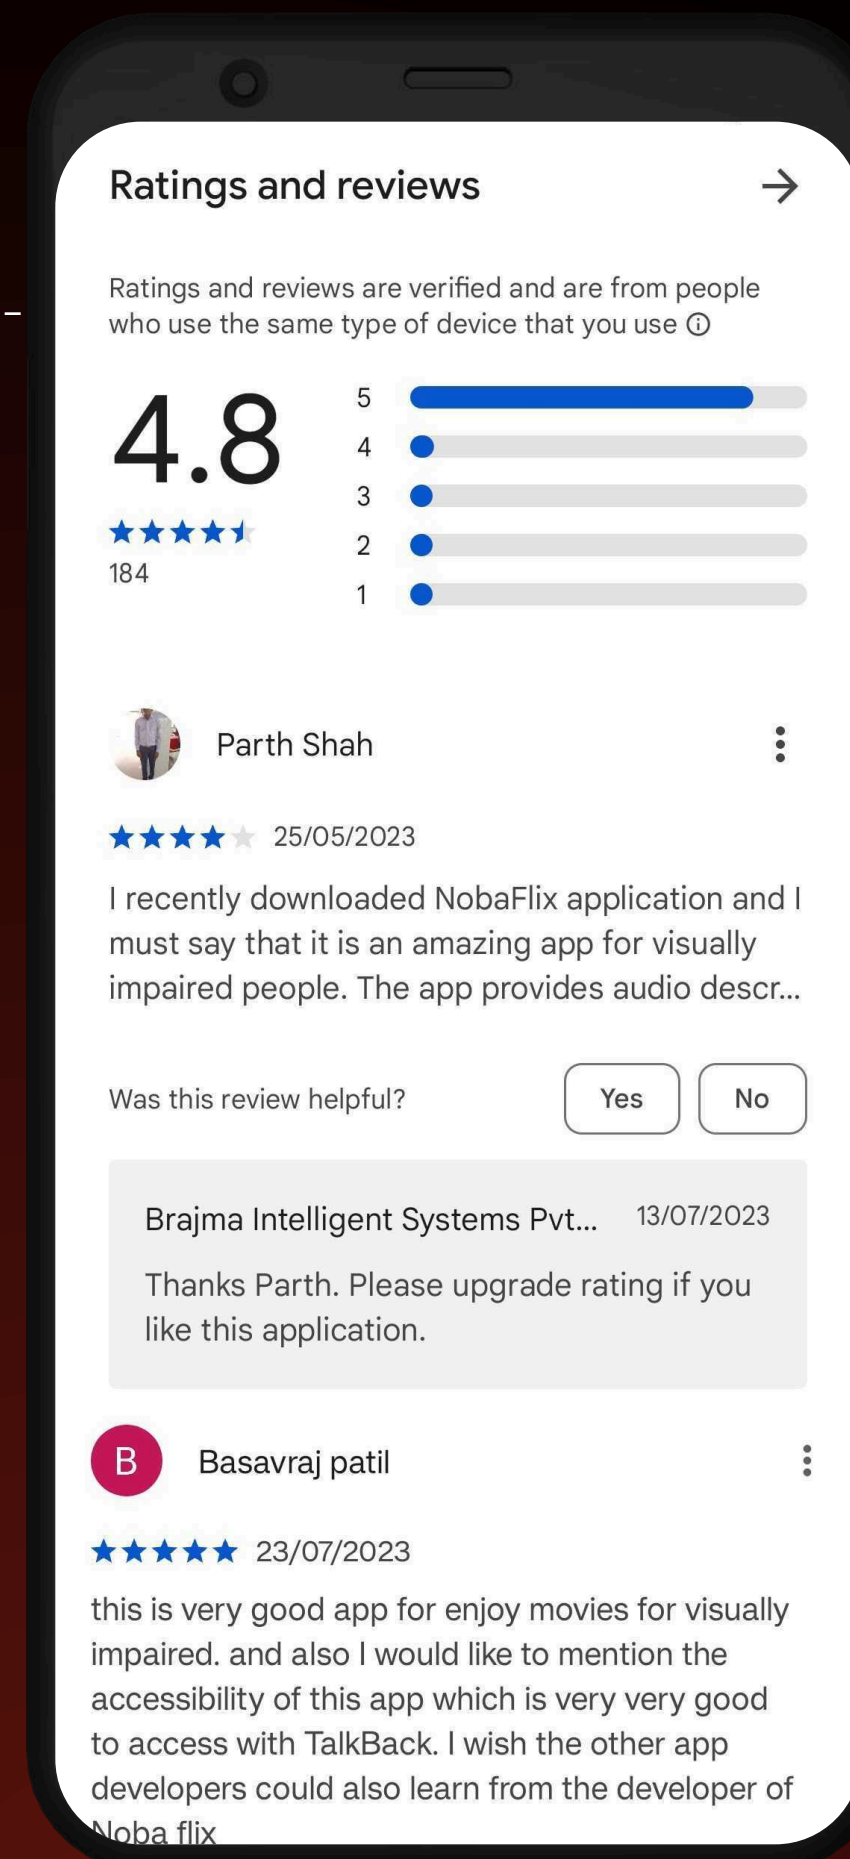 Ratings and reviews
Ratings and reviews are verified and are from people
who use the same type of device that you use
4.8
184
5
4
3
2
1
Parth Shah
25/05/2023
I recently downloaded NobaFlix application and I
must say that it is an amazing app for visually
impaired people. The app provides audio descr...
Was this review helpful?
Yes
No
Brajma Intelligent Systems Pvt...
13/07/2023
Thanks Parth. Please upgrade rating if you
like this application.
B
Basavraj patil
23/07/2023
this is very good app for enjoy movies for visually
impaired. and also I would like to mention the
accessibility of this app which is very very good
to access with TalkBack. I wish the other app
developers could also learn from the developer of
Noba flix